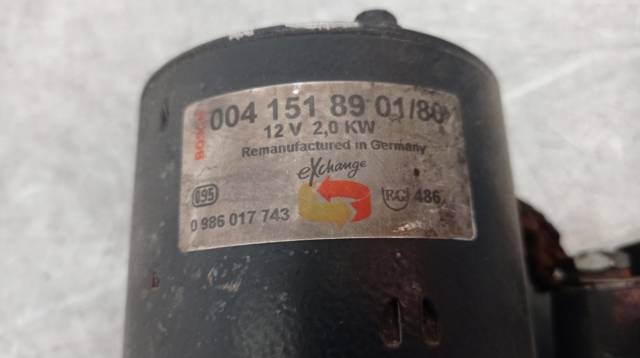 BOSCH
004 151 89 01/80
12 V 2,0 KW
Remanufactured in Germany
eXchange
095
0 986 017 743
486